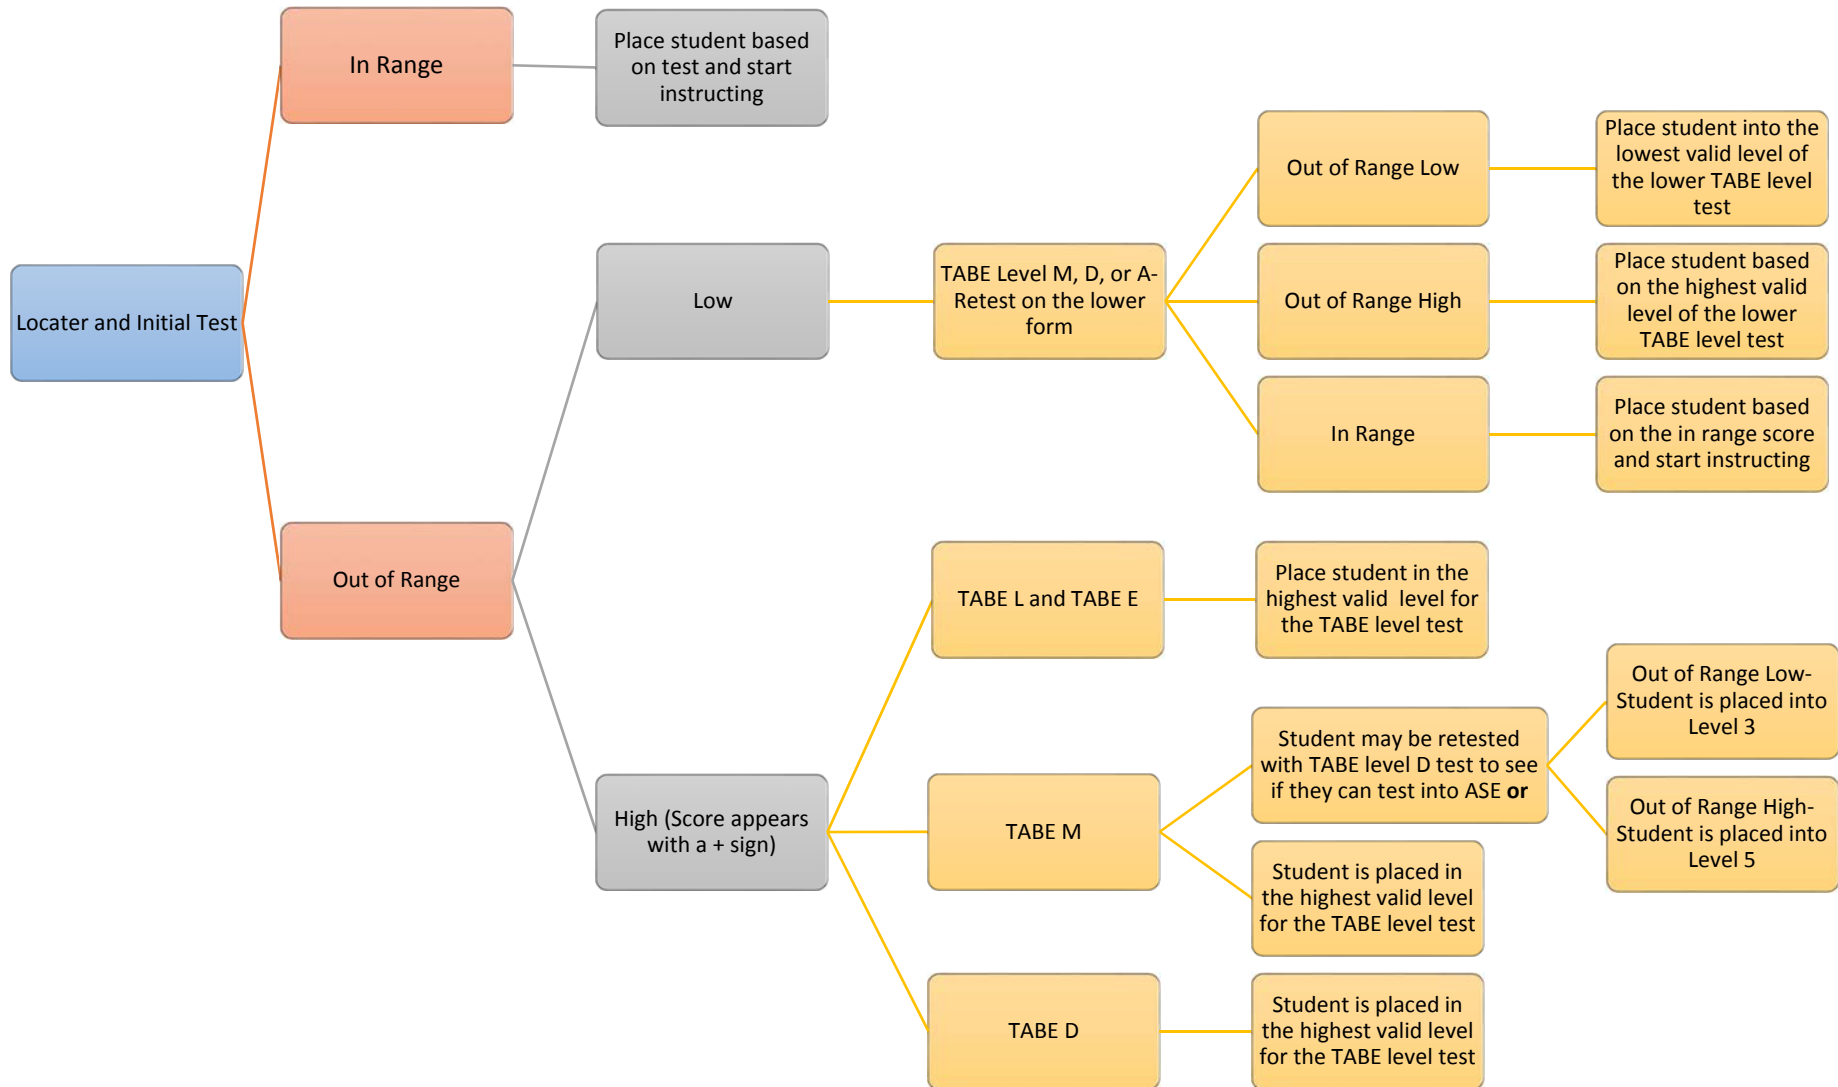 Locater and Initial Test
In Range
Place student based
on test and start
instructing
Out of Range
Low
TABE Level M, D, or A-
Retest on the lower
form
Out of Range Low
Place student into the
lowest valid level of
the lower TABE level
test
Out of Range High
Place student based
on the highest valid
level of the lower
TABE level test
In Range
Place student based
on the in range score
and start instructing
High (Score appears
with a + sign)
TABE L and TABE E
Place student in the
highest valid level for
the TABE level test
TABE M
Student may be retested
with TABE level D test to see
if they can test into ASE or
Out of Range Low-
Student is placed into
Level 3
Out of Range High-
Student is placed into
Level 5
Student is placed in
the highest valid level
for the TABE level test
TABE D
Student is placed in
the highest valid level
for the TABE level test